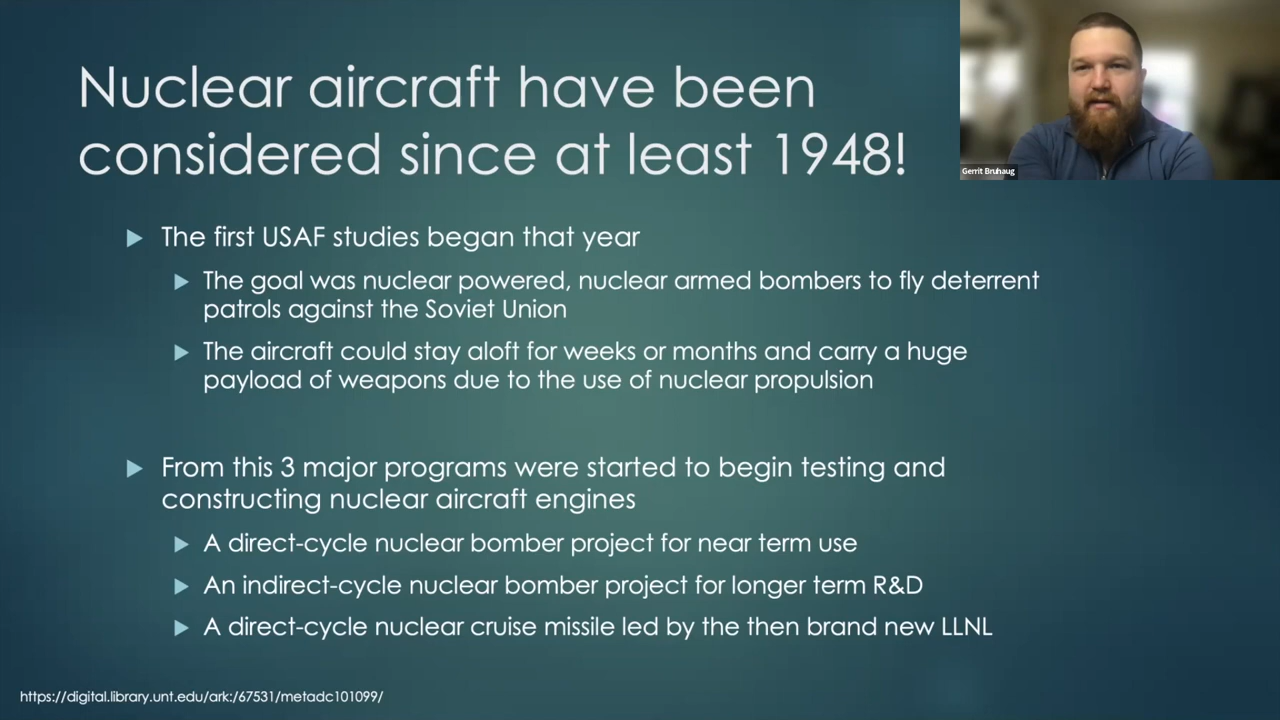 Nuclear aircraft have been
considered since at least 1948!
Gerrit Bruhaug
The first USAF studies began that year
The goal was nuclear powered, nuclear armed bombers to fly deterrent
patrols against the Soviet Union
The aircraft could stay aloft for weeks or months and carry a huge
payload of weapons due to the use of nuclear propulsion
From this 3 major programs were started to begin testing and
constructing nuclear aircraft engines
A direct-cycle nuclear bomber project for near term use
An indirect-cycle nuclear bomber project for longer term R&D
A direct-cycle nuclear cruise missile led by the then brand new LLNL
https://digital.library.unt.edu/ark:/67531/metadc101099/